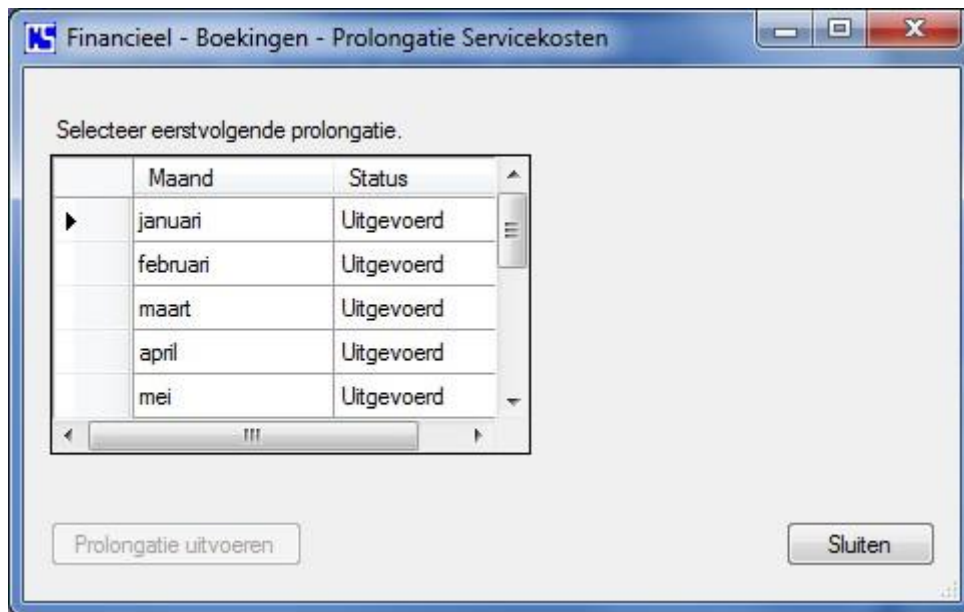 NS Financieel - Boekingen - Prolongatie Servicekosten
Selecteer eerstvolgende prolongatie.
Maand Status
januari Uitgevoerd
februari Uitgevoerd
maart Uitgevoerd
april Uitgevoerd
mei Uitgevoerd
Prolongatie uitvoeren Sluiten